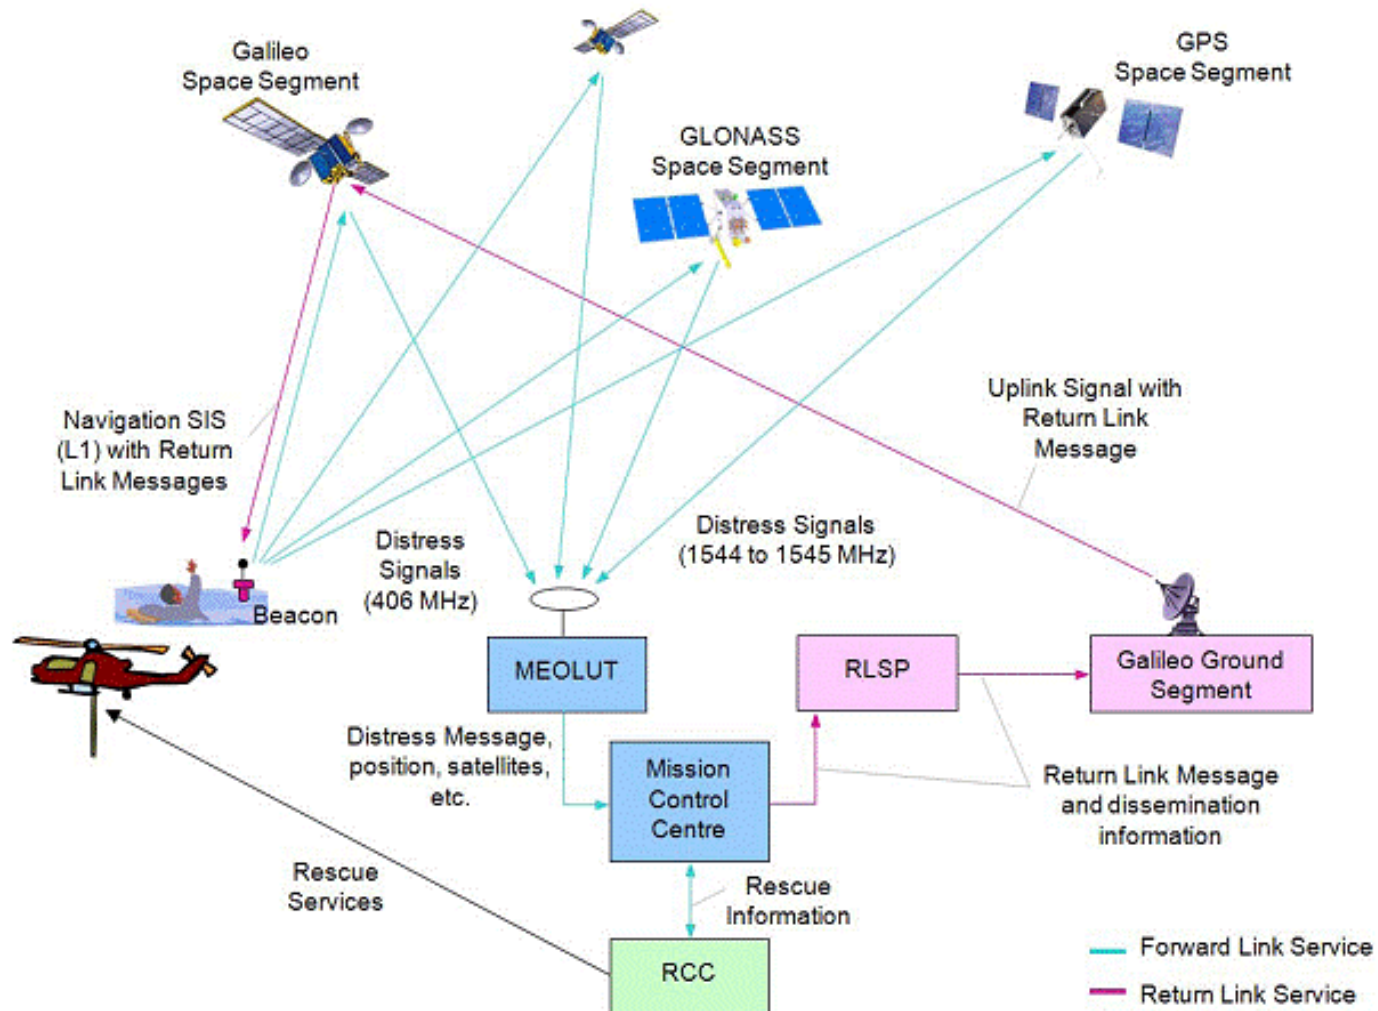 Galileo
Space Segment
GPS
Space Segment
GLONASS
Space Segment
Uplink Signal with
Return Link
Message
Navigation SIS
(L1) with Return
Link Messages
Distress
Signals
(406 MHz)
Distress Signals
(1544 to 1545 MHz)
Beacon
MEOLUT
RLSP
Galileo Ground
Segment
Distress Message,
position, satellites,
etc.
Mission
Control
Centre
Return Link Message
and dissemination
information
Rescue
Services
Rescue
Information
RCC
Forward Link Service
Return Link Service